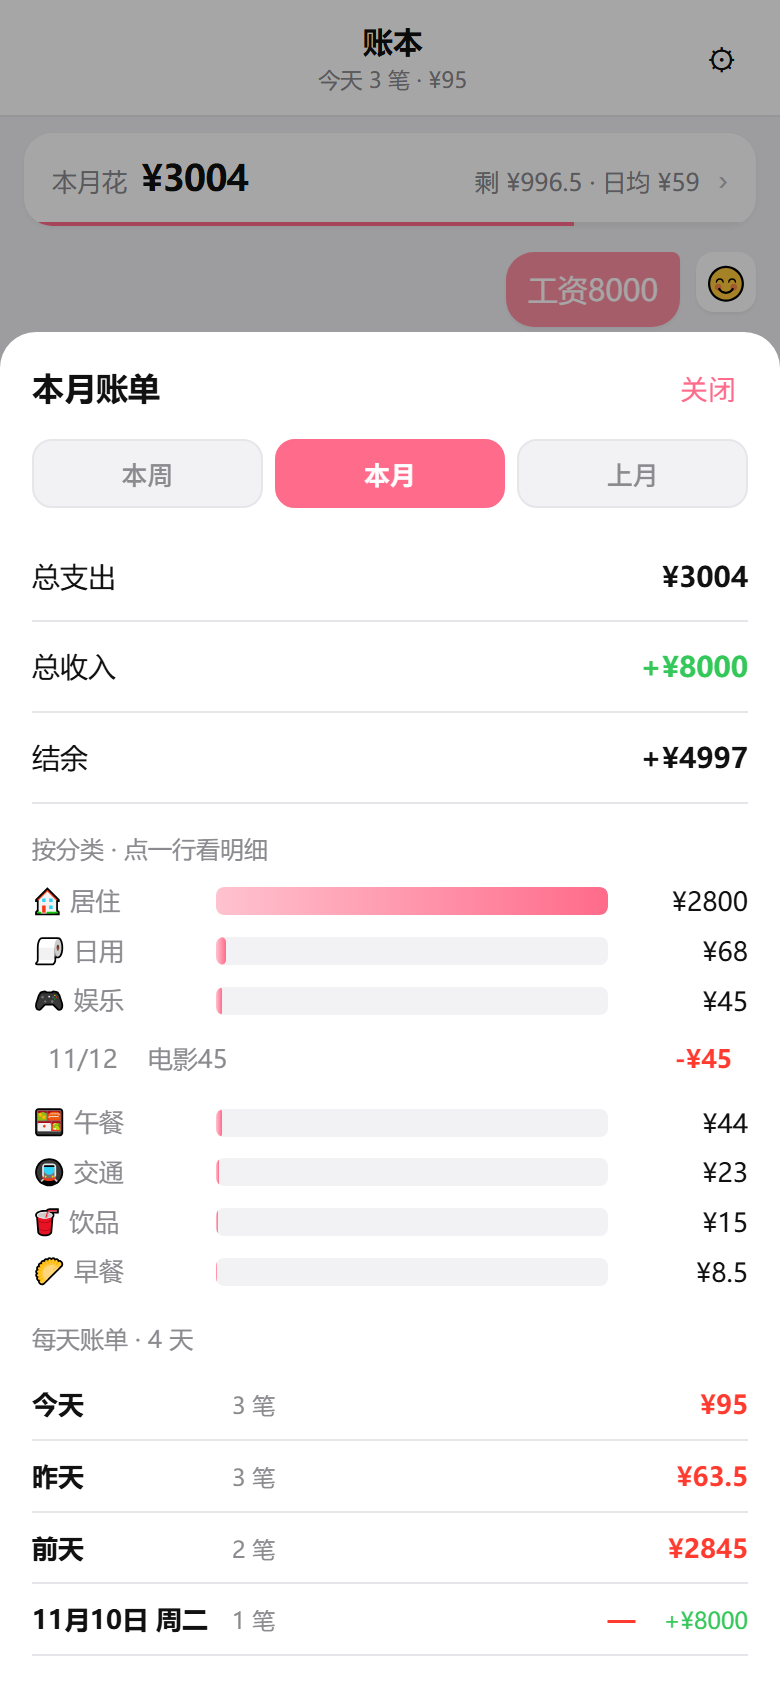 账本
今天 3 笔 · ¥95
本月花 ¥3004 剩 ¥996.5 · 日均 ¥59 ›
工资8000
本月账单 关闭
本周 本月 上月
总支出 ¥3004
总收入 +¥8000
结余 +¥4997
按分类 · 点一行看明细
居住 ¥2800
日用 ¥68
娱乐 ¥45
11/12 电影45 -¥45
午餐 ¥44
交通 ¥23
饮品 ¥15
早餐 ¥8.5
每天账单 · 4 天
今天 3 笔 ¥95
昨天 3 笔 ¥63.5
前天 2 笔 ¥2845
11月10日 周二 1 笔 — +¥8000